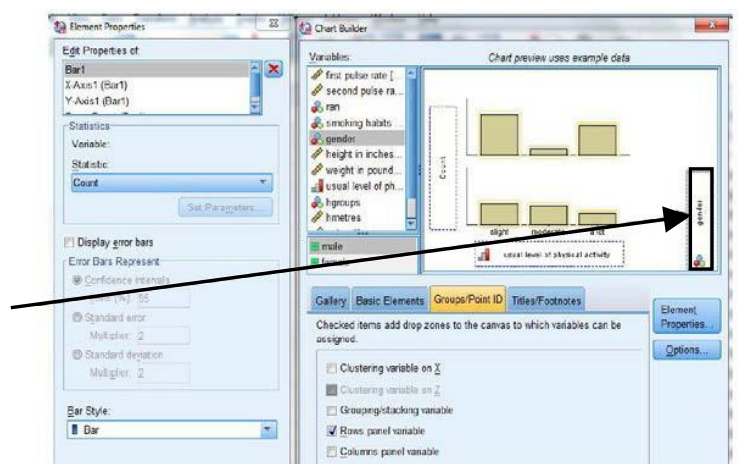 Element Properties
Edit Properties of:
Bar1
X-Axis1 (Bar1)
Y-Axis1 (Bar1)
Statistics
Variable:
Statistic:
Count
Set Parameters...
Display error bars
Error Bars Represent
Confidence intervals
95
Standard error
Multiplier: 2
Standard deviation
Multiplier: 2
Bar Style:
Bar
Chart Builder
Variables:
Chart preview uses example data
first pulse rate [...
second pulse ra...
ran
smoking habits
gender
height in inches...
weight in pound...
usual level of ph...
hgroups
hmetres
male
Count
slight
usual level of physical activity
gender
Gallery
Basic Elements
Groups/Point ID
Titles/Footnotes
Checked items add drop zones to the canvas to which variables can be
assigned.
Clustering variable on X
Clustering variable on Z
Grouping/stacking variable
Rows panel variable
Columns panel variable
Element
Properties...
Options...